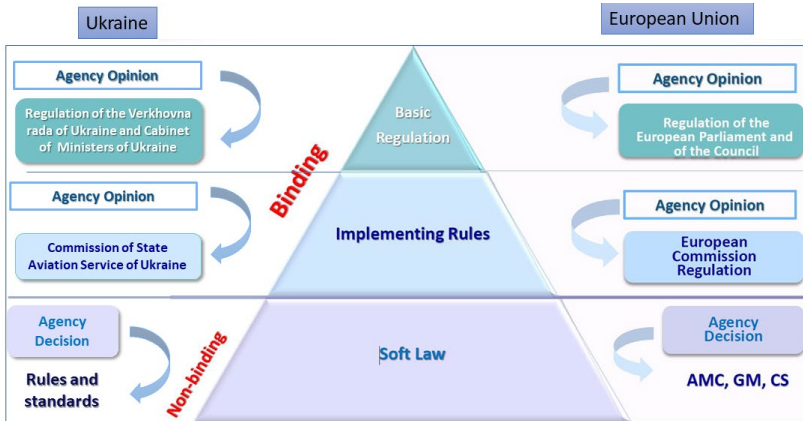 Ukraine
European Union
Agency Opinion
Regulation of the Verkhovna
rada of Ukraine and Cabinet
of Ministers of Ukraine
Basic
Regulation
Agency Opinion
Regulation of the
European Parliament and
of the Council
Binding
Agency Opinion
Commission of State
Aviation Service of Ukraine
Implementing Rules
Agency Opinion
European
Commission
Regulation
Agency
Decision
Rules and
standards
Non-binding
Soft Law
Agency
Decision
AMC, GM, CS